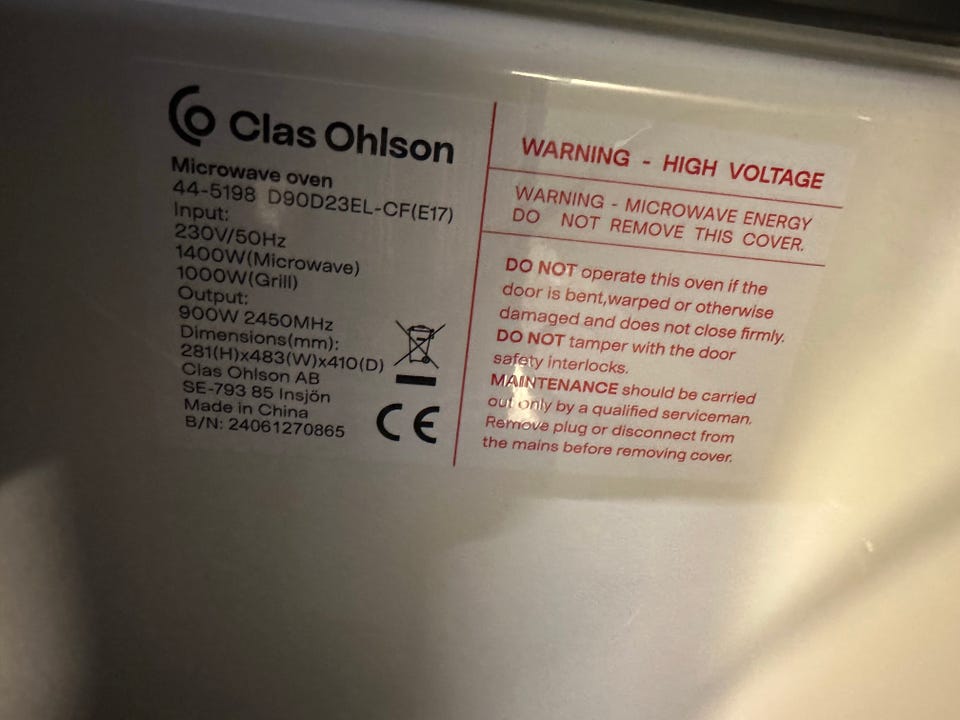 Clas Ohlson
Microwave oven
44-5198 D90D23EL-CF(E17)
Input:
230V/50Hz
1400W(Microwave)
1000W(Grill)
Output:
900W 2450MHz
Dimensions(mm):
281(H)x483(W)x410(D)
Clas Ohlson AB
SE-793 85 Insjön
Made in China
B/N: 24061270865
CE
WARNING - HIGH VOLTAGE
WARNING - MICROWAVE ENERGY
DO NOT REMOVE THIS COVER.
DO NOT operate this oven if the
door is bent,warped or otherwise
damaged and does not close firmly.
DO NOT tamper with the door
safety interlocks.
MAINTENANCE should be carried
out only by a qualified serviceman.
Remove plug or disconnect from
the mains before removing cover.